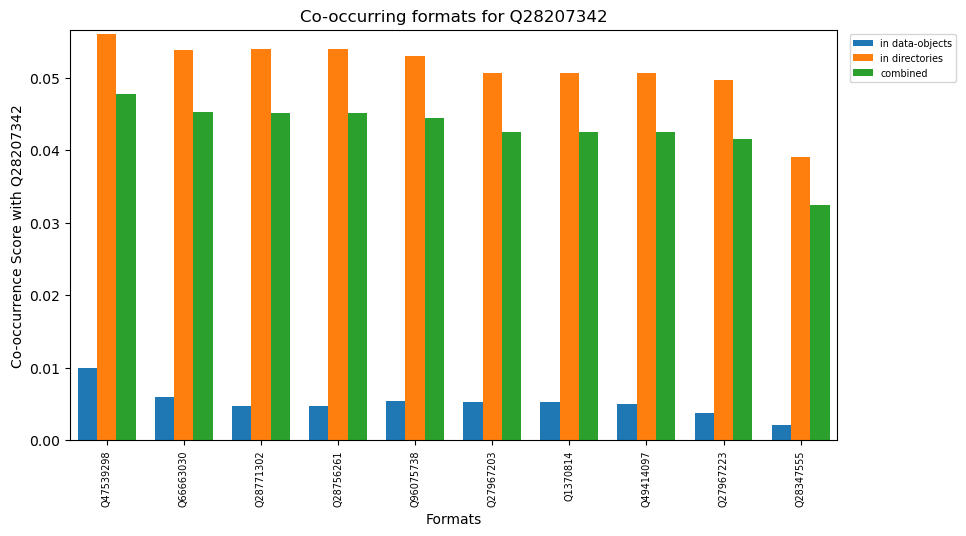 Co-occurring formats for Q28207342
in data-objects
in directories
combined
Co-occurrence Score with Q28207342
0.05
0.04
0.03
0.02
0.01
0.00
Q47539298
Q66663030
Q28771302
Q28756261
Q96075738
Q27967203
Q1370814
Q49414097
Q27967223
Q28347555
Formats